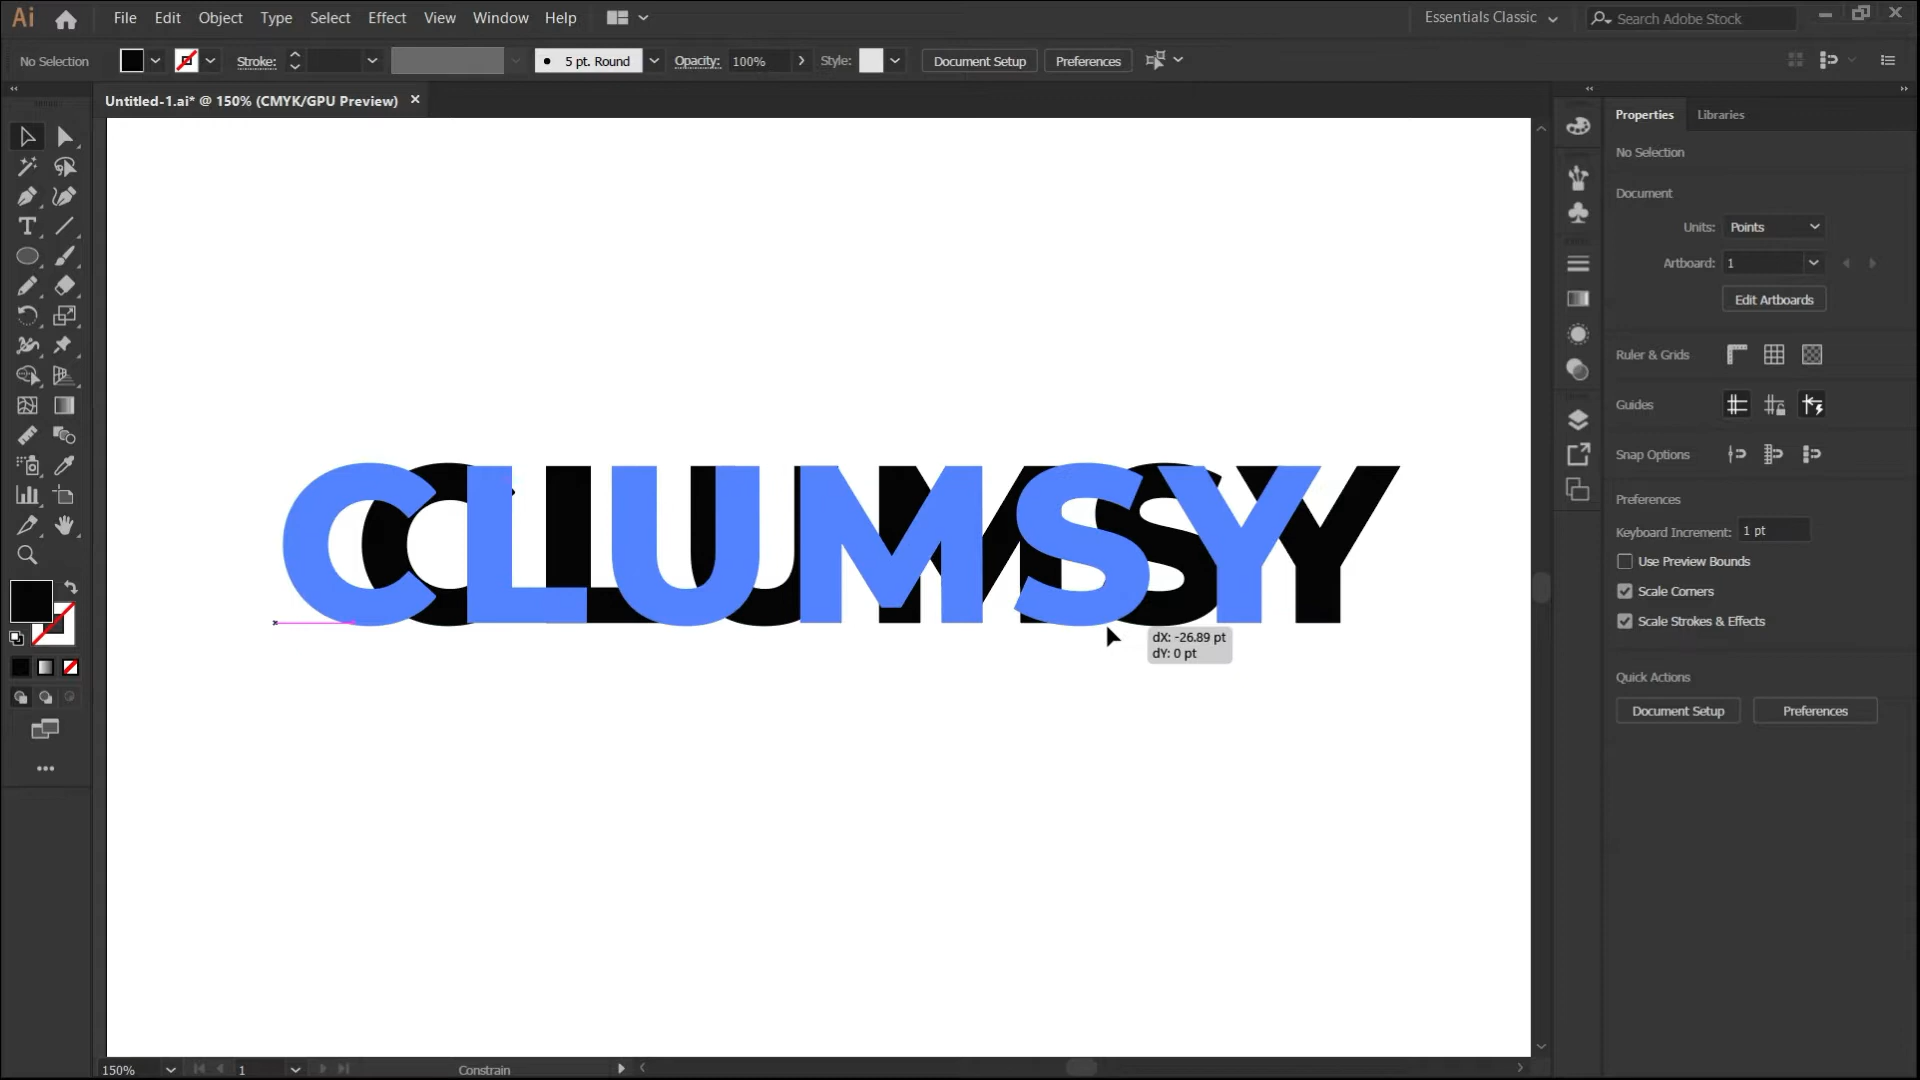 Ai File Edit Object Type Select Effect View Window Help Essentials Classic Search Adobe Stock
No Selection Stroke: 5 pt. Round Opacity: 100% Style: Document Setup Preferences
Untitled-1.ai* @ 150% (CMYK/GPU Preview)
Properties Libraries
No Selection
Document
Units: Points
Artboard: 1
Edit Artboards
Ruler & Grids
Guides
Snap Options
Preferences
Keyboard Increment: 1 pt
Use Preview Bounds
Scale Corners
Scale Strokes & Effects
Quick Actions
Document Setup Preferences
CLUMSY
CLUMSY
dX: -26.89 pt
dY: 0 pt
150% 1 Constrain